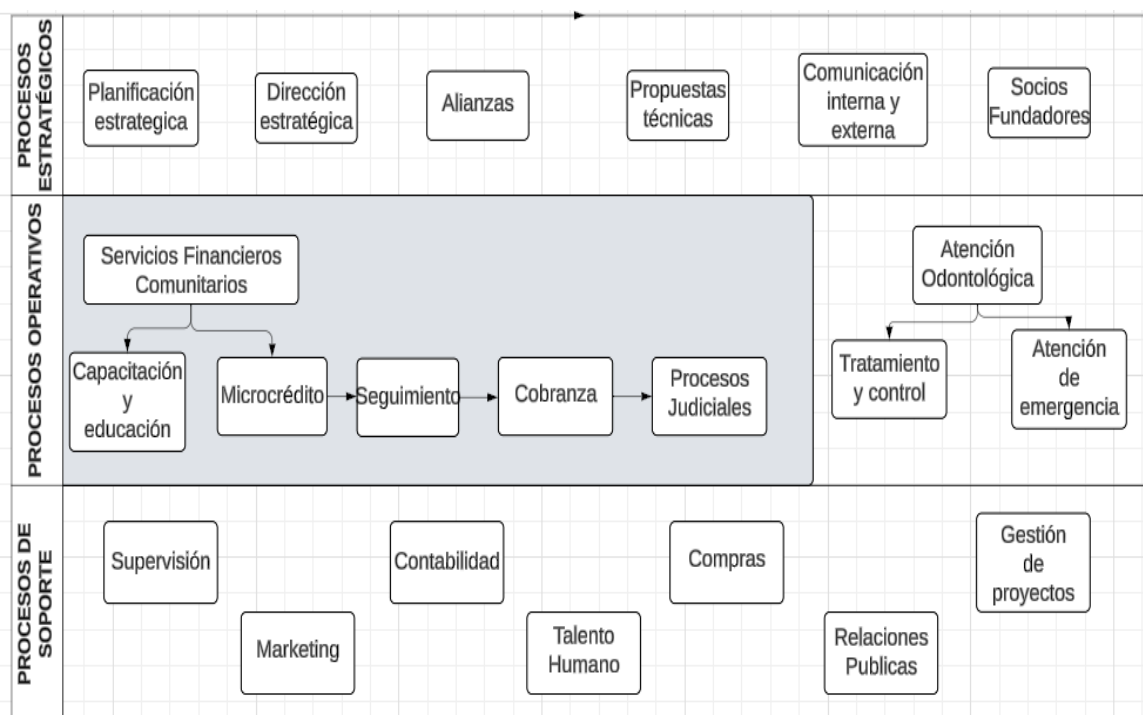 PROCESOS
ESTRATÉGICOS
Planificación
estrategica
Dirección
estratégica
Alianzas
Propuestas
técnicas
Comunicación
interna y
externa
Socios
Fundadores
PROCESOS OPERATIVOS
Servicios Financieros
Comunitarios
Capacitación
y
educación
Microcrédito
Seguimiento
Cobranza
Procesos
Judiciales
Atención
Odontológica
Tratamiento
y control
Atención
de
emergencia
PROCESOS DE
SOPORTE
Supervisión
Marketing
Contabilidad
Talento
Humano
Compras
Relaciones
Publicas
Gestión
de
proyectos